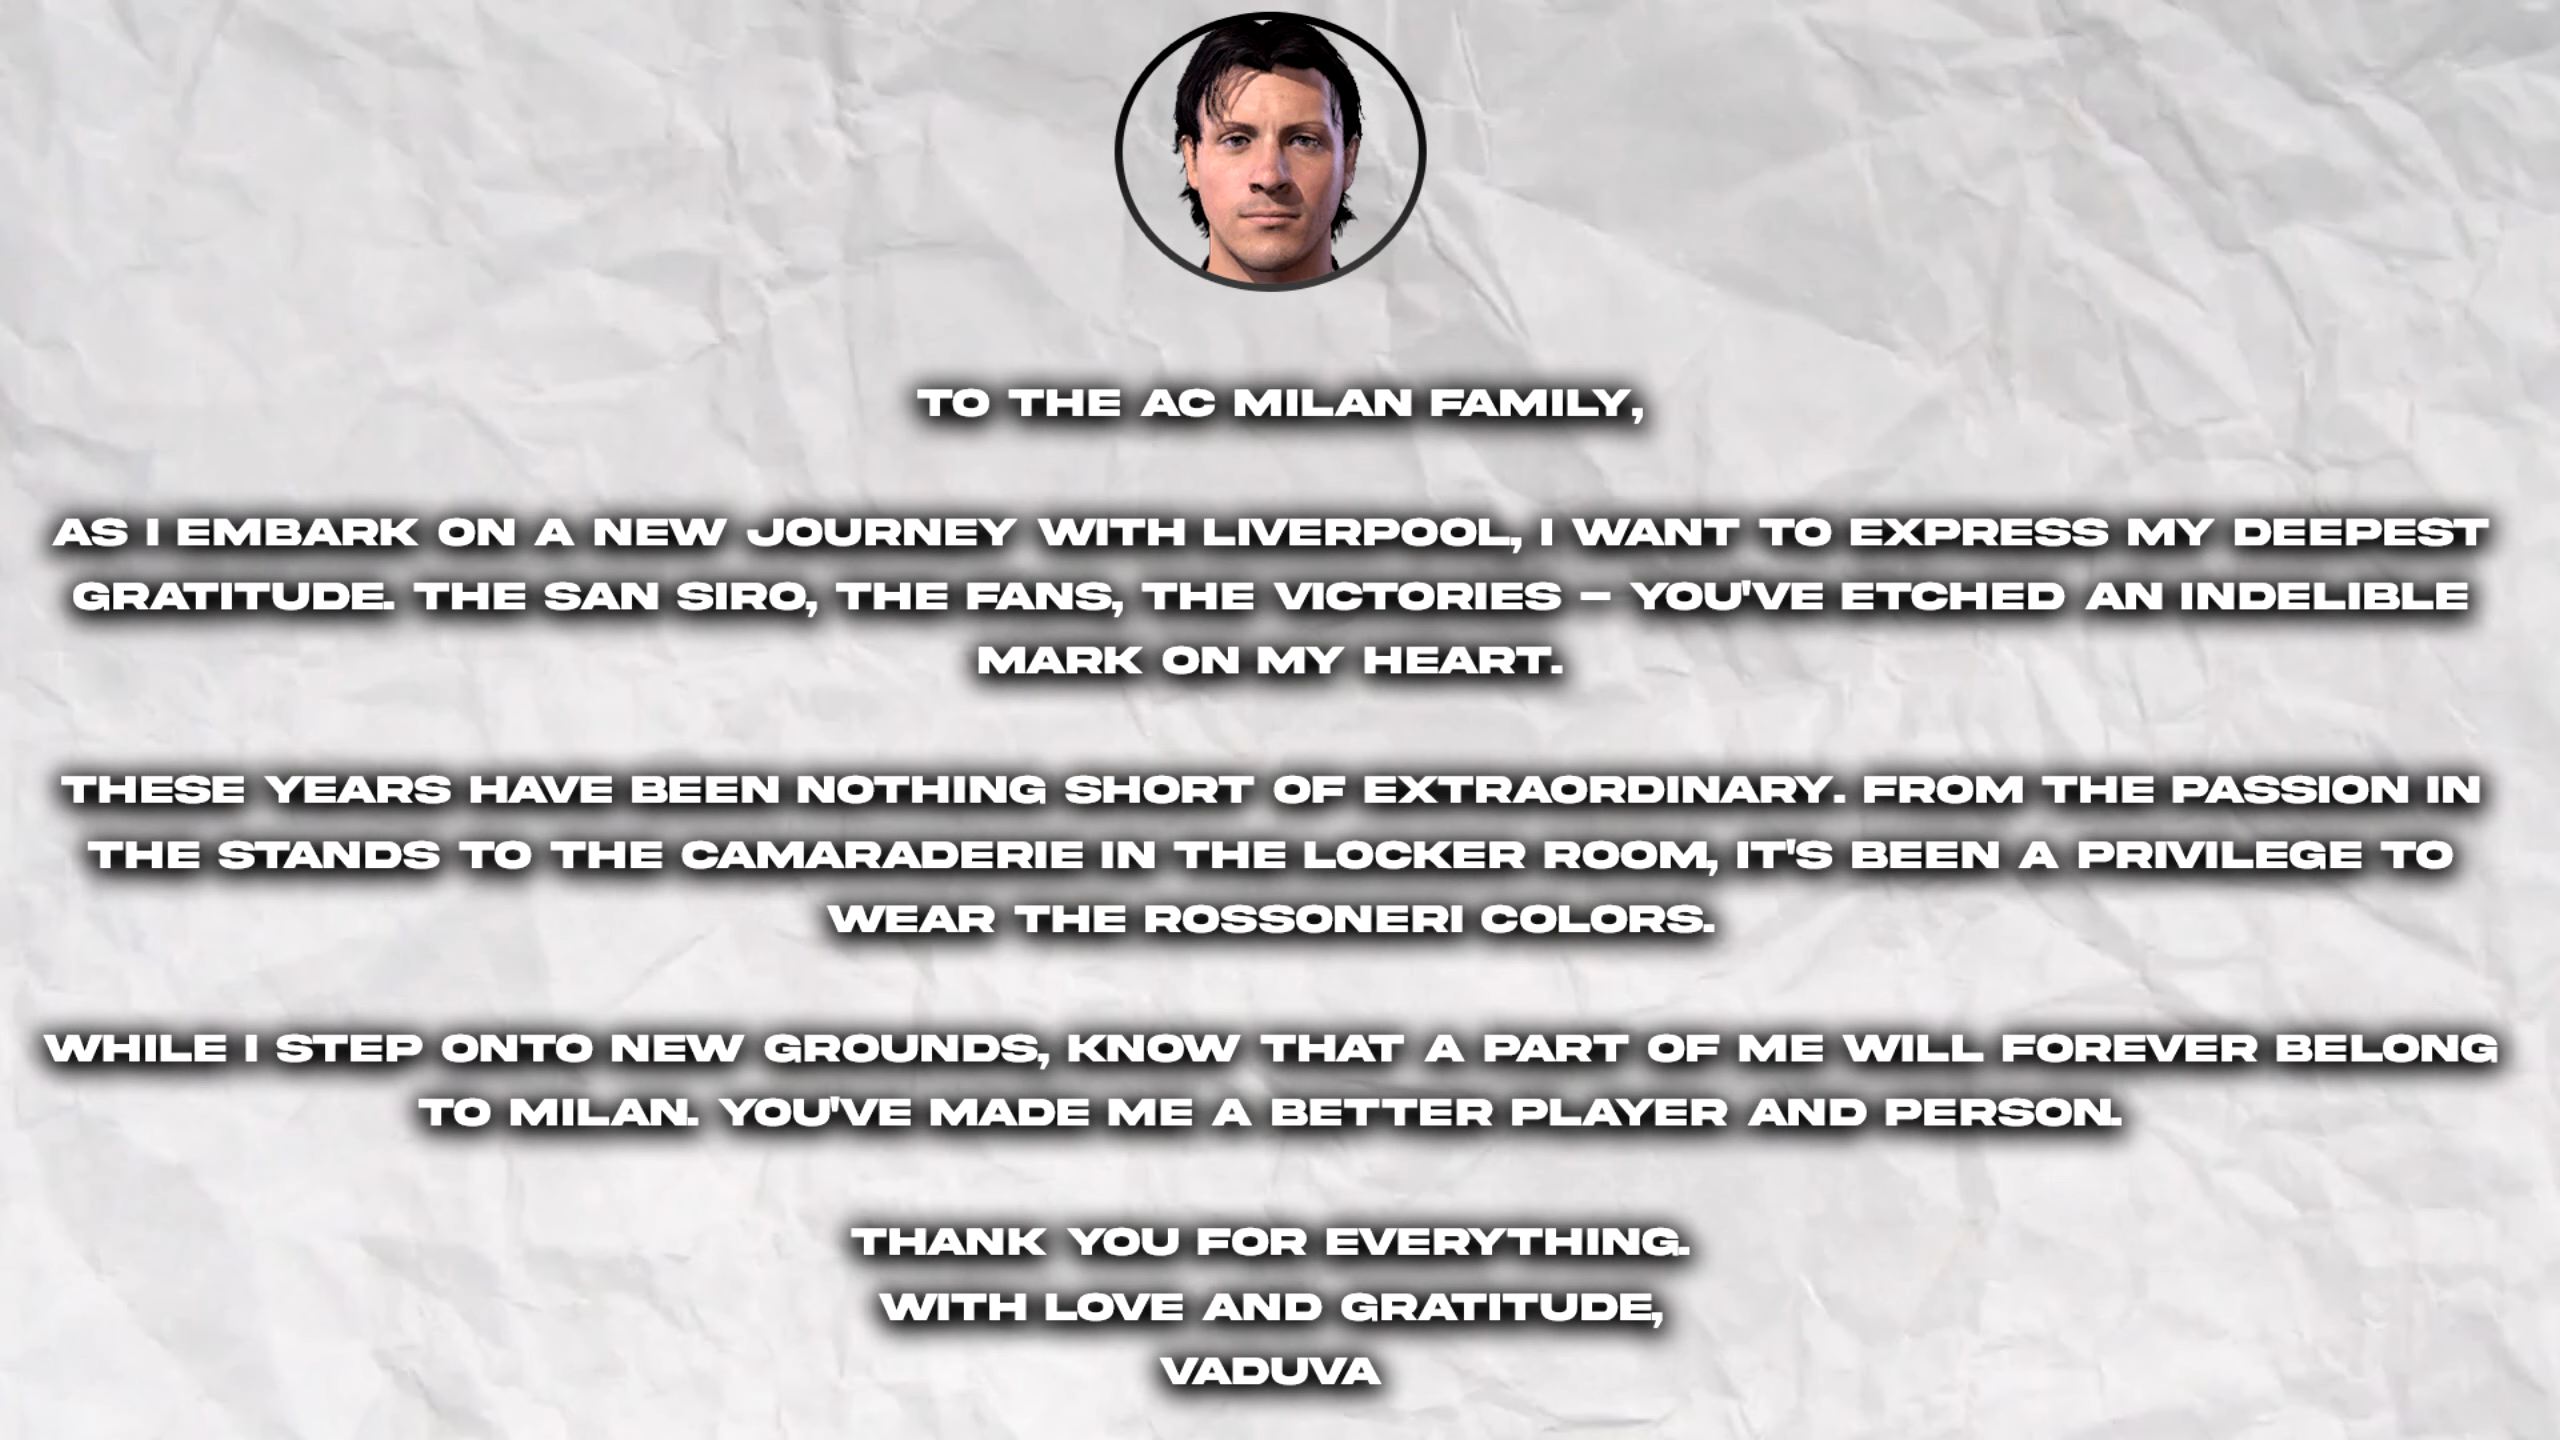 TO THE AC MILAN FAMILY,
AS I EMBARK ON A NEW JOURNEY WITH LIVERPOOL, I WANT TO EXPRESS MY DEEPEST
GRATITUDE. THE SAN SIRO, THE FANS, THE VICTORIES – YOU'VE ETCHED AN INDELIBLE
MARK ON MY HEART.
THESE YEARS HAVE BEEN NOTHING SHORT OF EXTRAORDINARY. FROM THE PASSION IN
THE STANDS TO THE CAMARADERIE IN THE LOCKER ROOM, IT'S BEEN A PRIVILEGE TO
WEAR THE ROSSONERI COLORS.
WHILE I STEP ONTO NEW GROUNDS, KNOW THAT A PART OF ME WILL FOREVER BELONG
TO MILAN. YOU'VE MADE ME A BETTER PLAYER AND PERSON.
THANK YOU FOR EVERYTHING.
WITH LOVE AND GRATITUDE,
VADUVA